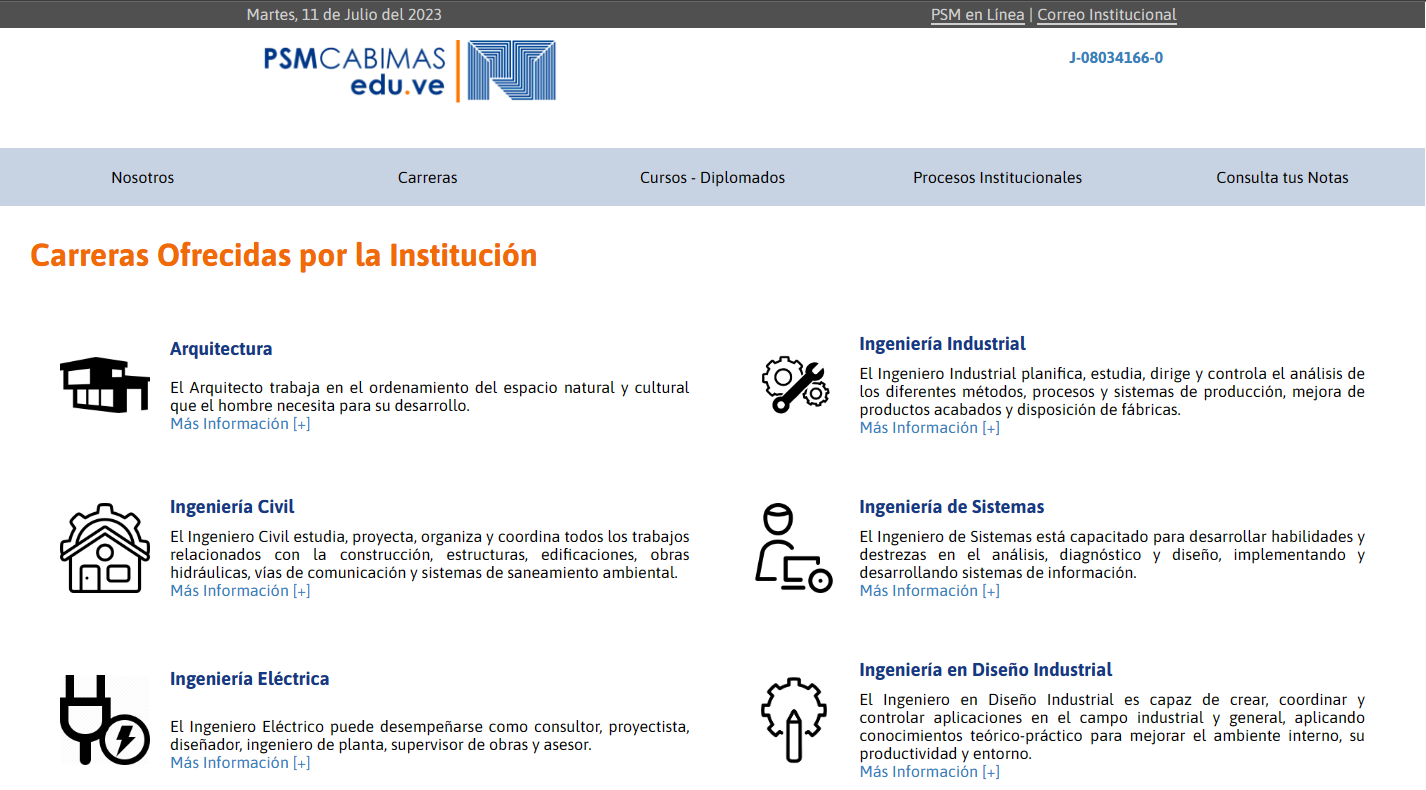 Martes, 11 de Julio del 2023
PSM en Línea | Correo Institucional
PSMCABIMAS
edu.ve
J-08034166-0
Nosotros
Carreras
Cursos - Diplomados
Procesos Institucionales
Consulta tus Notas
Carreras Ofrecidas por la Institución
Arquitectura
El Arquitecto trabaja en el ordenamiento del espacio natural y cultural
que el hombre necesita para su desarrollo.
Más Información [+]
Ingeniería Industrial
El Ingeniero Industrial planifica, estudia, dirige y controla el análisis de
los diferentes métodos, procesos y sistemas de producción, mejora de
productos acabados y disposición de fábricas.
Más Información [+]
Ingeniería Civil
El Ingeniero Civil estudia, proyecta, organiza y coordina todos los trabajos
relacionados con la construcción, estructuras, edificaciones, obras
hidráulicas, vías de comunicación y sistemas de saneamiento ambiental.
Más Información [+]
Ingeniería de Sistemas
El Ingeniero de Sistemas está capacitado para desarrollar habilidades y
destrezas en el análisis, diagnóstico y diseño, implementando y
desarrollando sistemas de información.
Más Información [+]
Ingeniería Eléctrica
El Ingeniero Eléctrico puede desempeñarse como consultor, proyectista,
diseñador, ingeniero de planta, supervisor de obras y asesor.
Más Información [+]
Ingeniería en Diseño Industrial
El Ingeniero en Diseño Industrial es capaz de crear, coordinar y
controlar aplicaciones en el campo industrial y general, aplicando
conocimientos teórico-práctico para mejorar el ambiente interno, su
productividad y entorno.
Más Información [+]